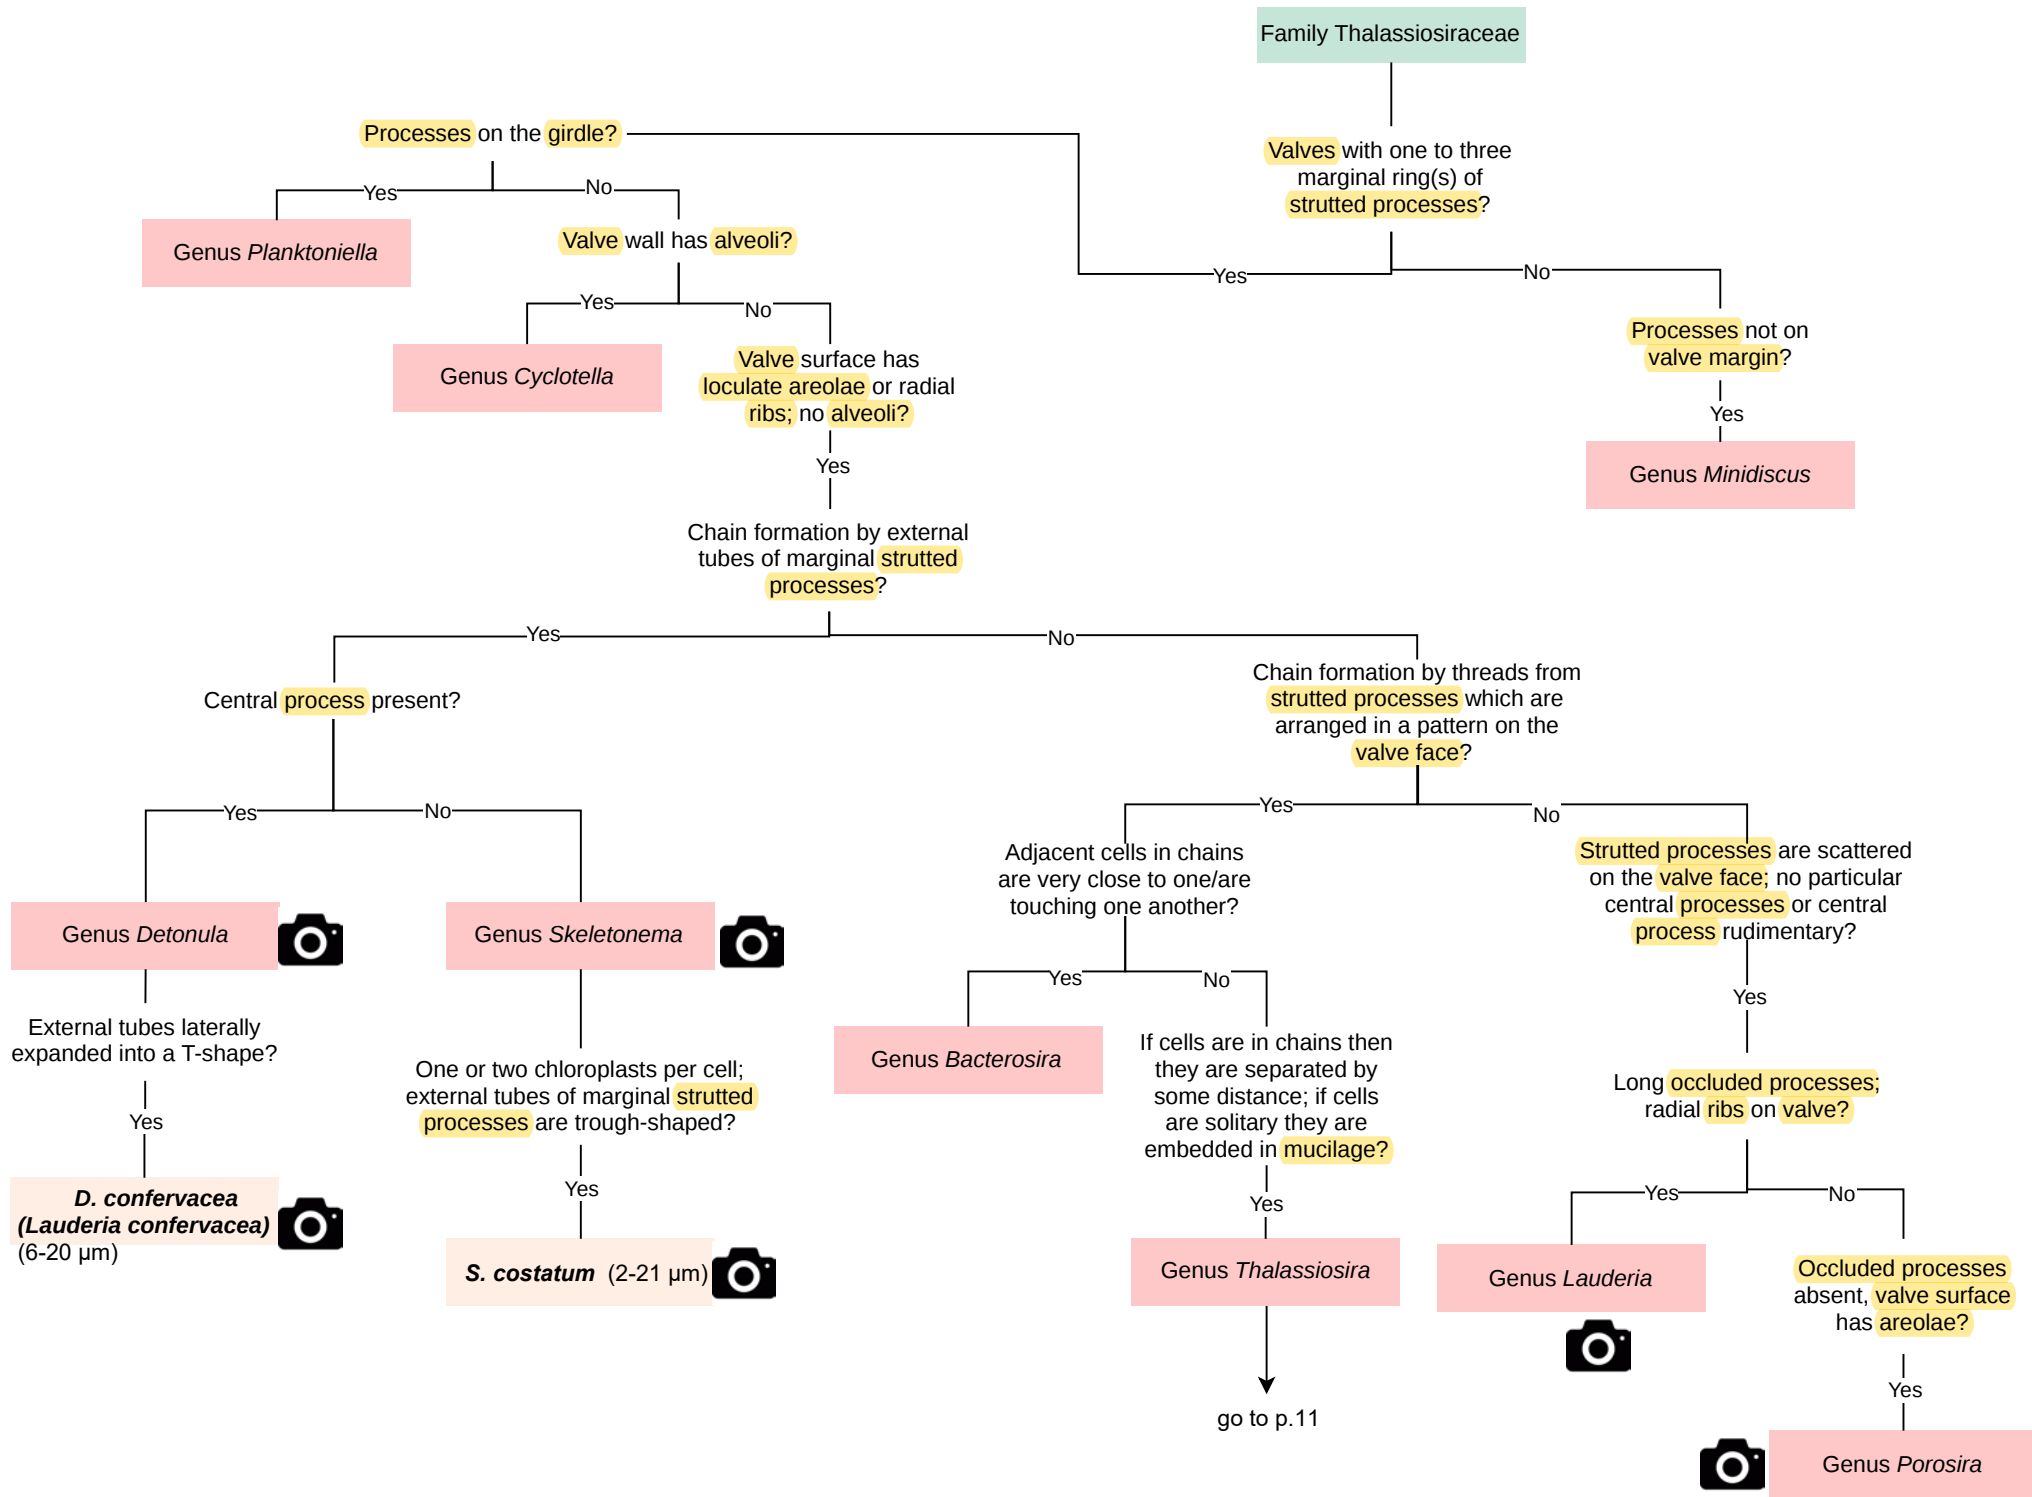 Family Thalassiosiraceae
Valves with one to three
marginal ring(s) of
strutted processes?
Yes
No
Processes on the girdle?
Yes
No
Genus Planktoniella
Valve wall has alveoli?
Yes
No
Genus Cyclotella
Valve surface has
loculate areolae or radial
ribs; no alveoli?
Yes
Processes not on
valve margin?
Yes
Genus Minidiscus
Chain formation by external
tubes of marginal strutted
processes?
Yes
No
Central process present?
Yes
No
Genus Detonula
External tubes laterally
expanded into a T-shape?
Yes
D. confervacea
(Lauderia confervacea)
(6-20 μm)
Genus Skeletonema
One or two chloroplasts per cell;
external tubes of marginal strutted
processes are trough-shaped?
Yes
S. costatum (2-21 μm)
Chain formation by threads from
strutted processes which are
arranged in a pattern on the
valve face?
Yes
No
Adjacent cells in chains
are very close to one/are
touching one another?
Yes
No
Genus Bacterosira
If cells are in chains then
they are separated by
some distance; if cells
are solitary they are
embedded in mucilage?
Yes
Genus Thalassiosira
go to p.11
Strutted processes are scattered
on the valve face; no particular
central processes or central
process rudimentary?
Yes
Long occluded processes;
radial ribs on valve?
Yes
No
Genus Lauderia
Occluded processes
absent, valve surface
has areolae?
Yes
Genus Porosira